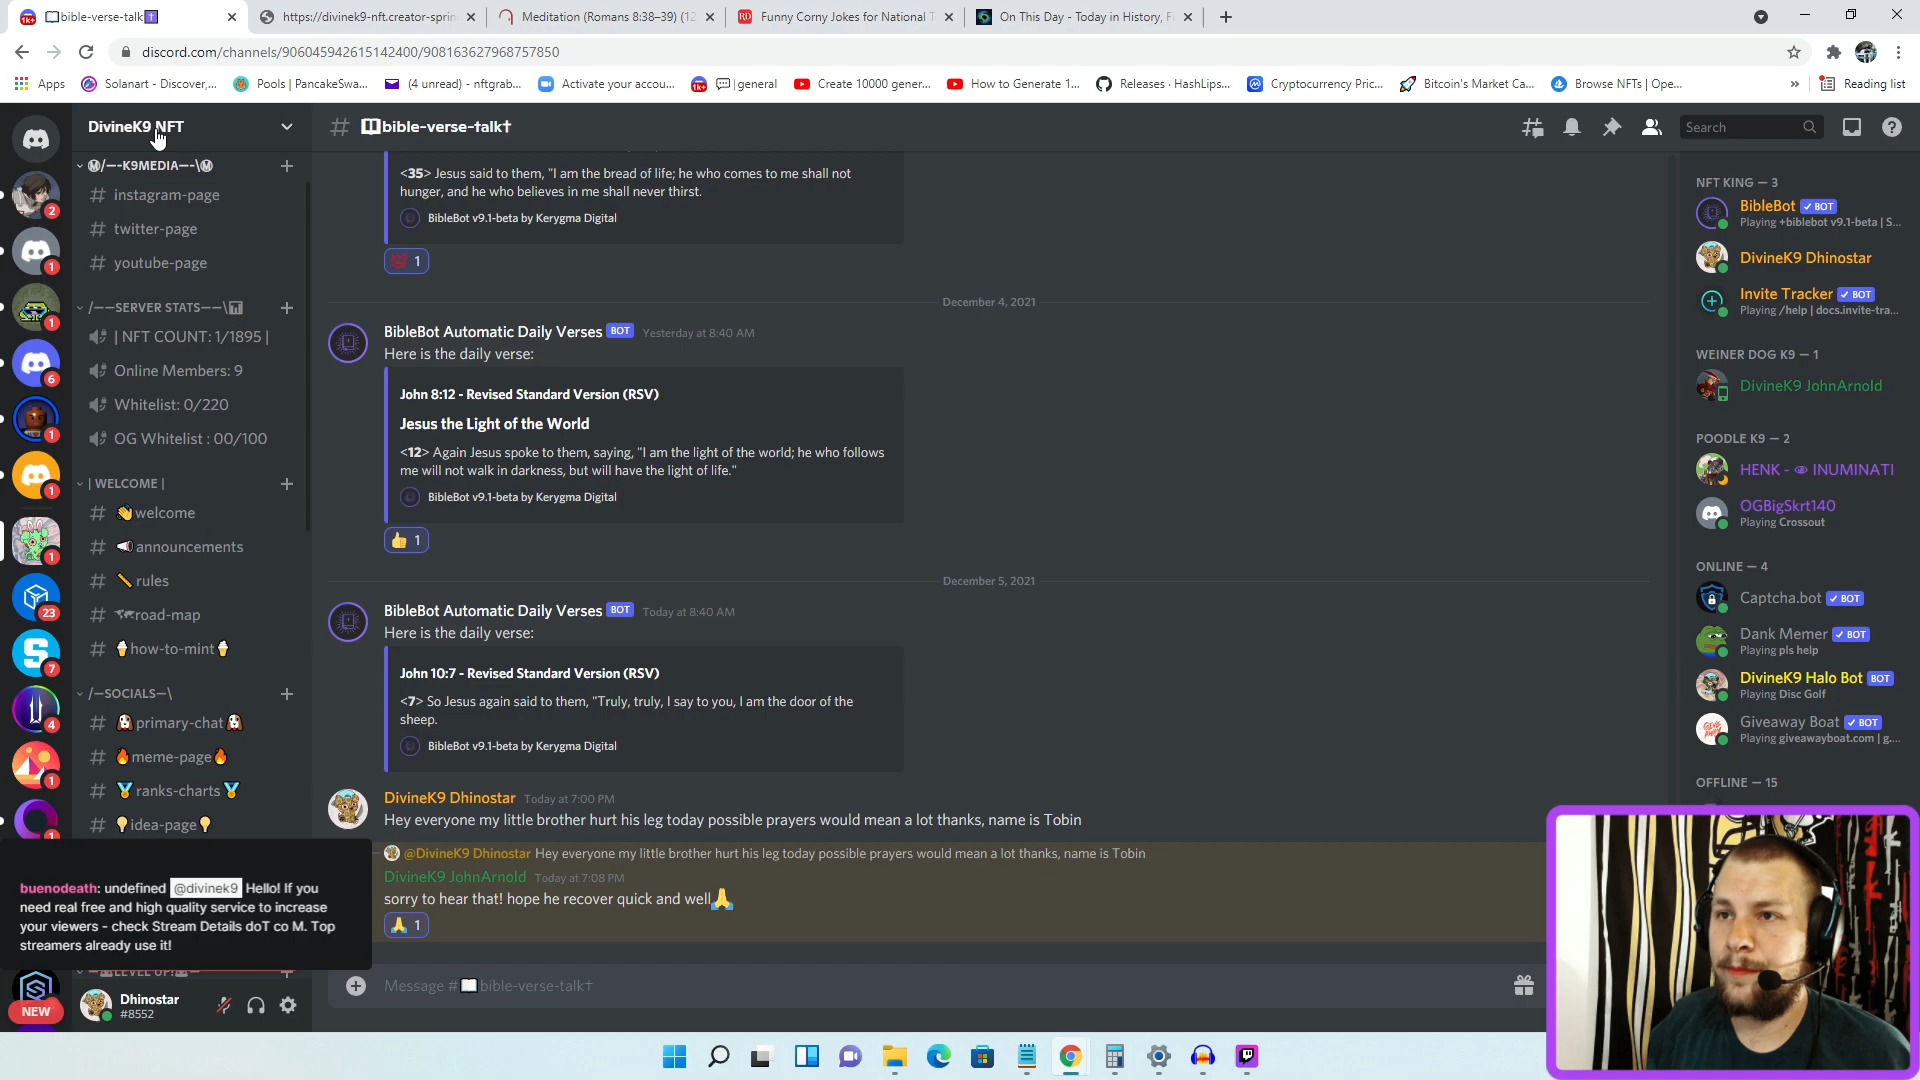 bible-verse-talk✝
https://divinek9-nft.creator-sprin
Meditation (Romans 8:38–39) (12
RD Funny Corny Jokes for National T
On This Day - Today in History, F
discord.com/channels/906045942615142400/908163627968757850
Apps
Solanart - Discover,...
Pools | PancakeSwa...
(4 unread) - nftgrab...
Activate your accou...
1k+
|general
Create 10000 gener...
How to Generate 1...
Releases · HashLips...
Cryptocurrency Pric...
Bitcoin's Market Ca...
Browse NFTs | Ope...
»
Reading list
DivineK9 NFT
# bible-verse-talk✝
Search
Ⓜ/—-K9MEDIA—-\Ⓜ
# instagram-page
# twitter-page
# youtube-page
/——SERVER STATS——\
| NFT COUNT: 1/1895 |
Online Members: 9
Whitelist: 0/220
OG Whitelist : 00/100
| WELCOME |
# 👋welcome
# 📢announcements
# 📏rules
# 🗺road-map
# 🍦how-to-mint🍦
/—SOCIALS—\
# 🐶primary-chat🐶
# 🔥meme-page🔥
# 🏅ranks-charts🏅
# 💡idea-page💡
2
1
1
6
1
1
1
23
7
4
1
1
NEW
buenodeath: undefined @divinek9 Hello! If you
need real free and high quality service to increase
your viewers - check Stream Details doT co M. Top
streamers already use it!
LEVEL UP!
Dhinostar
#8552
<35> Jesus said to them, "I am the bread of life; he who comes to me shall not
hunger, and he who believes in me shall never thirst.
BibleBot v9.1-beta by Kerygma Digital
💯 1
December 4, 2021
BibleBot Automatic Daily Verses BOT Yesterday at 8:40 AM
Here is the daily verse:
John 8:12 - Revised Standard Version (RSV)
Jesus the Light of the World
<12> Again Jesus spoke to them, saying, "I am the light of the world; he who follows
me will not walk in darkness, but will have the light of life."
BibleBot v9.1-beta by Kerygma Digital
👍 1
December 5, 2021
BibleBot Automatic Daily Verses BOT Today at 8:40 AM
Here is the daily verse:
John 10:7 - Revised Standard Version (RSV)
<7> So Jesus again said to them, "Truly, truly, I say to you, I am the door of the
sheep.
BibleBot v9.1-beta by Kerygma Digital
DivineK9 Dhinostar Today at 7:00 PM
Hey everyone my little brother hurt his leg today possible prayers would mean a lot thanks, name is Tobin
@DivineK9 Dhinostar Hey everyone my little brother hurt his leg today possible prayers would mean a lot thanks, name is Tobin
DivineK9 JohnArnold Today at 7:08 PM
sorry to hear that! hope he recover quick and well🙏
🙏 1
Message #📖bible-verse-talk✝
NFT KING — 3
BibleBot ✓ BOT
Playing +biblebot v9.1-beta | S...
DivineK9 Dhinostar
Invite Tracker ✓ BOT
Playing /help | docs.invite-tra...
WEINER DOG K9 — 1
DivineK9 JohnArnold
POODLE K9 — 2
HENK - 👁 INUMINATI
OGBigSkrt140
Playing Crossout
ONLINE — 4
Captcha.bot ✓ BOT
Dank Memer ✓ BOT
Playing pls help
DivineK9 Halo Bot BOT
Playing Disc Golf
Giveaway Boat ✓ BOT
Playing giveawayboat.com | g....
OFFLINE — 15